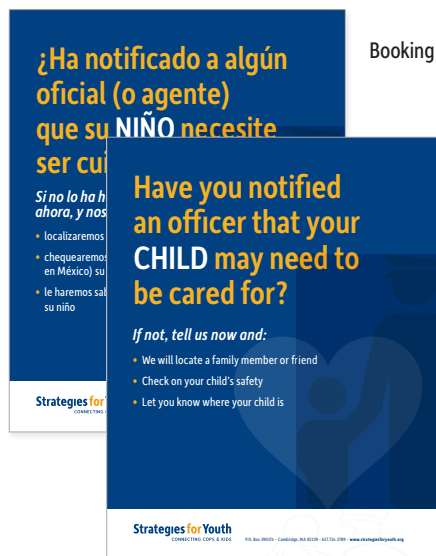 Booking
¿Ha notificado a algún
oficial (o agente)
que su NIÑO necesite
ser cui
Si no lo ha h
ahora, y nos
• localizaremos
• chequearemos
en México) su
• le haremos sab
su niño
Strategies for Y
CONNECTING
Have you notified
an officer that your
CHILD may need to
be cared for?
If not, tell us now and:
• We will locate a family member or friend
• Check on your child's safety
• Let you know where your child is
Strategies for Youth
CONNECTING COPS & KIDS
P.O. Box 390174 • Cambridge, MA 02139 • 617.714.3789 • www.strategiesforyouth.org